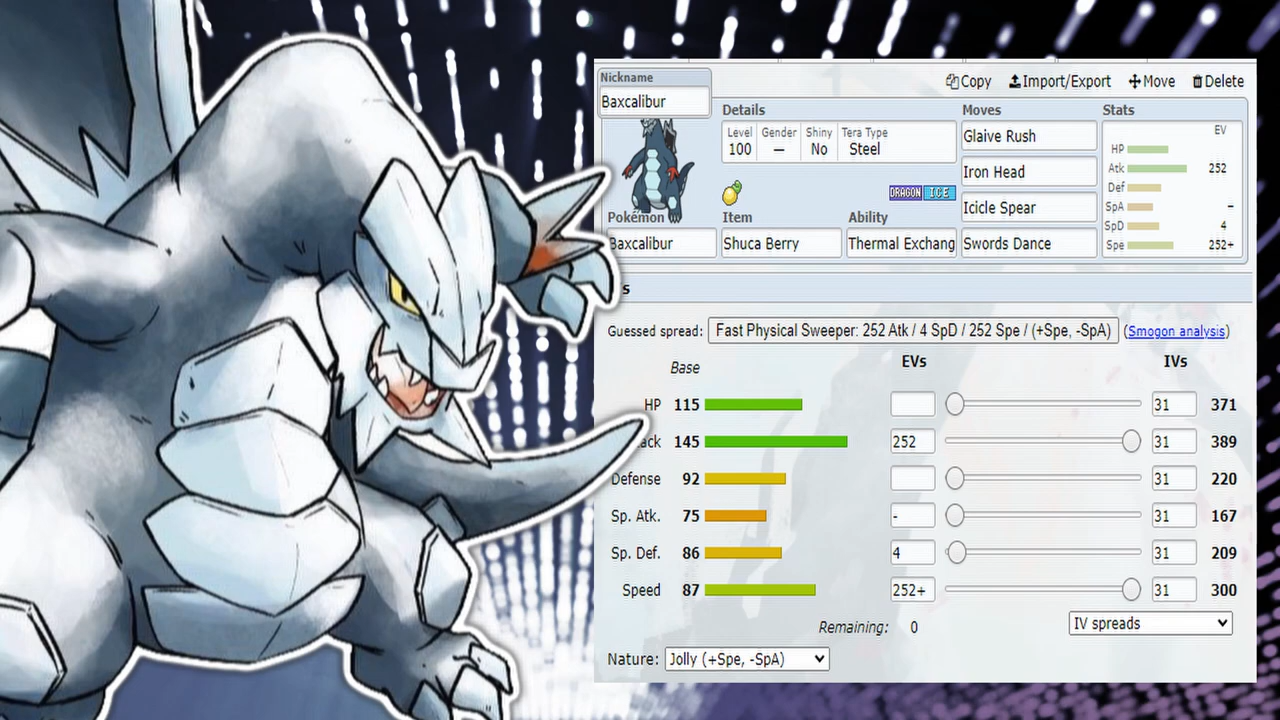 Nickname
Baxcalibur
Copy Import/Export Move Delete
Details
Level Gender Shiny Tera Type
100 — No Steel
DRAGON ICE
Pokémon Item Ability
Baxcalibur Shuca Berry Thermal Exchang
Moves
Glaive Rush
Iron Head
Icicle Spear
Swords Dance
Stats
EV
HP
Atk 252
Def
SpA –
SpD 4
Spe 252+
s
Guessed spread: Fast Physical Sweeper: 252 Atk / 4 SpD / 252 Spe / (+Spe, -SpA) (Smogon analysis)
Base EVs IVs
HP 115 31 371
ack 145 252 31 389
Defense 92 31 220
Sp. Atk. 75 - 31 167
Sp. Def. 86 4 31 209
Speed 87 252+ 31 300
Remaining: 0 IV spreads
Nature: Jolly (+Spe, -SpA)